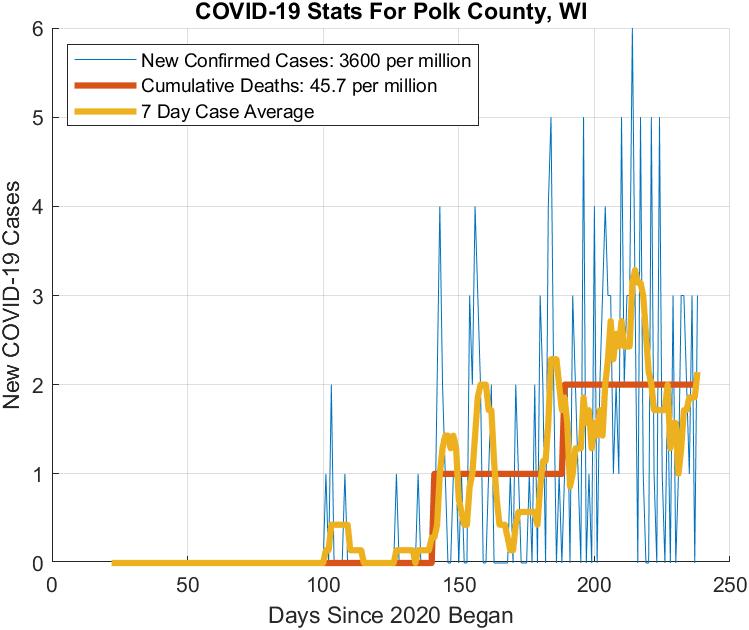 COVID-19 Stats For Polk County, WI
New Confirmed Cases: 3600 per million
Cumulative Deaths: 45.7 per million
7 Day Case Average
New COVID-19 Cases
6
5
4
3
2
1
0
0 50 100 150 200 250
Days Since 2020 Began